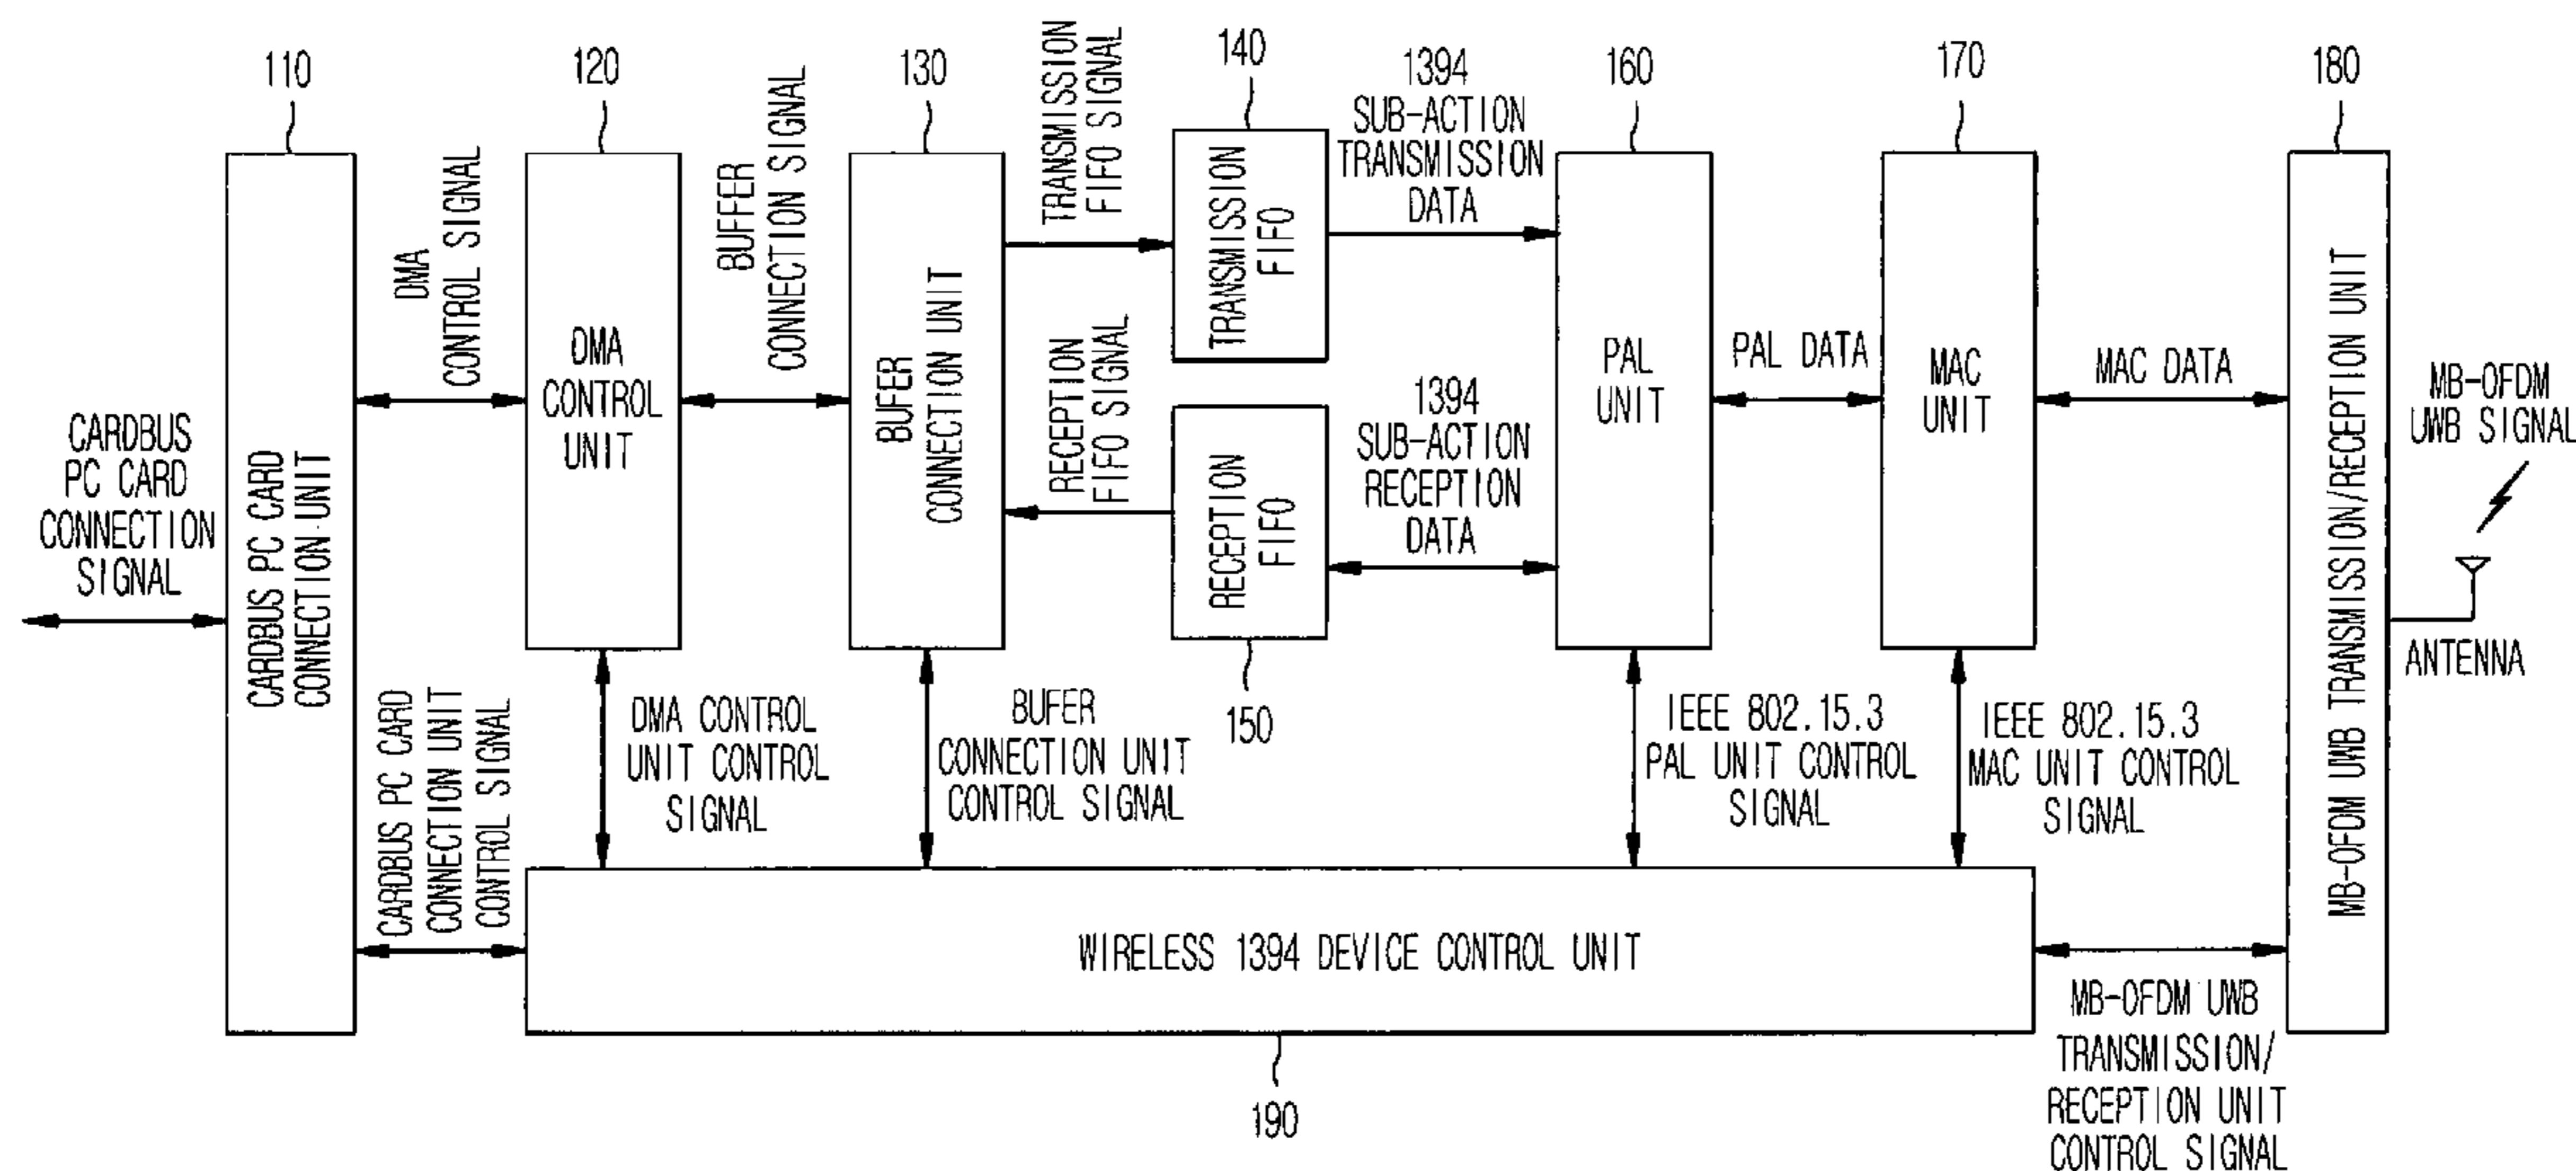 110
120
130
140
160
170
180
CARDBUS
PC CARD
CONNECTION
SIGNAL
CARDBUS PC CARD
CONNECTION UNIT
DMA
CONTROL SIGNAL
DMA
CONTROL
UNIT
BUFFER
CONNECTION SIGNAL
BUFFER
CONNECTION UNIT
TRANSMISSION
FIFO SIGNAL
TRANSMISSION
FIFO
1394
SUB-ACTION
TRANSMISSION
DATA
RECEPTION
FIFO SIGNAL
RECEPTION
FIFO
150
1394
SUB-ACTION
RECEPTION
DATA
PAL
UNIT
PAL DATA
MAC
UNIT
MAC DATA
MB-OFDM UWB TRANSMISSION/RECEPTION UNIT
MB-OFDM
UWB SIGNAL
ANTENNA
CARDBUS PC CARD
CONNECTION UNIT
CONTROL SIGNAL
DMA CONTROL
UNIT CONTROL
SIGNAL
BUFER
CONNECTION UNIT
CONTROL SIGNAL
IEEE 802.15.3
PAL UNIT CONTROL
SIGNAL
IEEE 802.15.3
MAC UNIT CONTROL
SIGNAL
WIRELESS 1394 DEVICE CONTROL UNIT
190
MB-OFDM UWB
TRANSMISSION/
RECEPTION UNIT
CONTROL SIGNAL